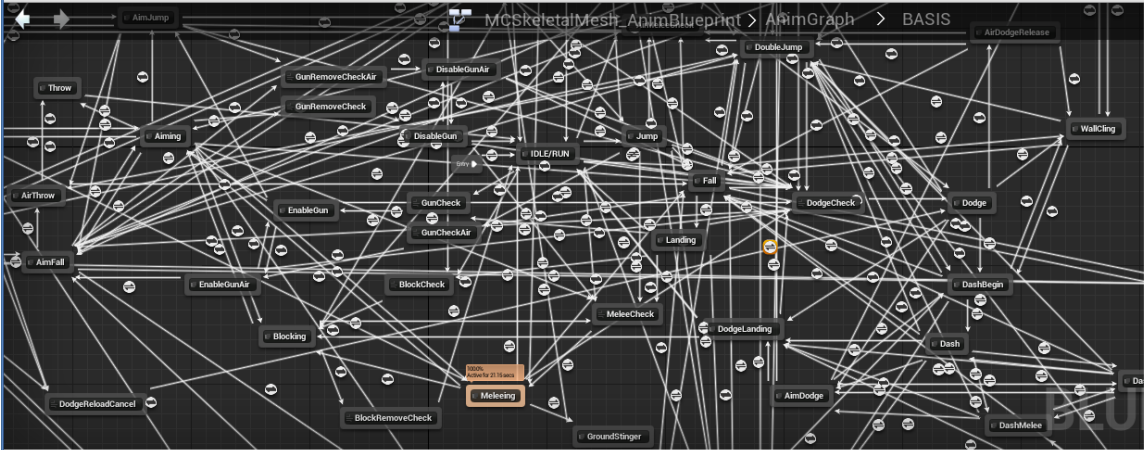 MCSkeletalMesh_AnimBlueprint > AnimGraph > BASIS
AimJump
AirDodgeRelease
DoubleJump
DisableGunAir
GunRemoveCheckAir
Throw
GunRemoveCheck
WallCling
Aiming
DisableGun
Jump
IDLE/RUN
Entry
Fall
AirThrow
GunCheck
DodgeCheck
Dodge
EnableGun
GunCheckAir
Landing
AimFall
EnableGunAir
BlockCheck
DashBegin
MeleeCheck
DodgeLanding
Blocking
Dash
100.0%
Active for 21.76 secs
Meleeing
AimDodge
DodgeReloadCancel
BlockRemoveCheck
DashMelee
GroundStinger